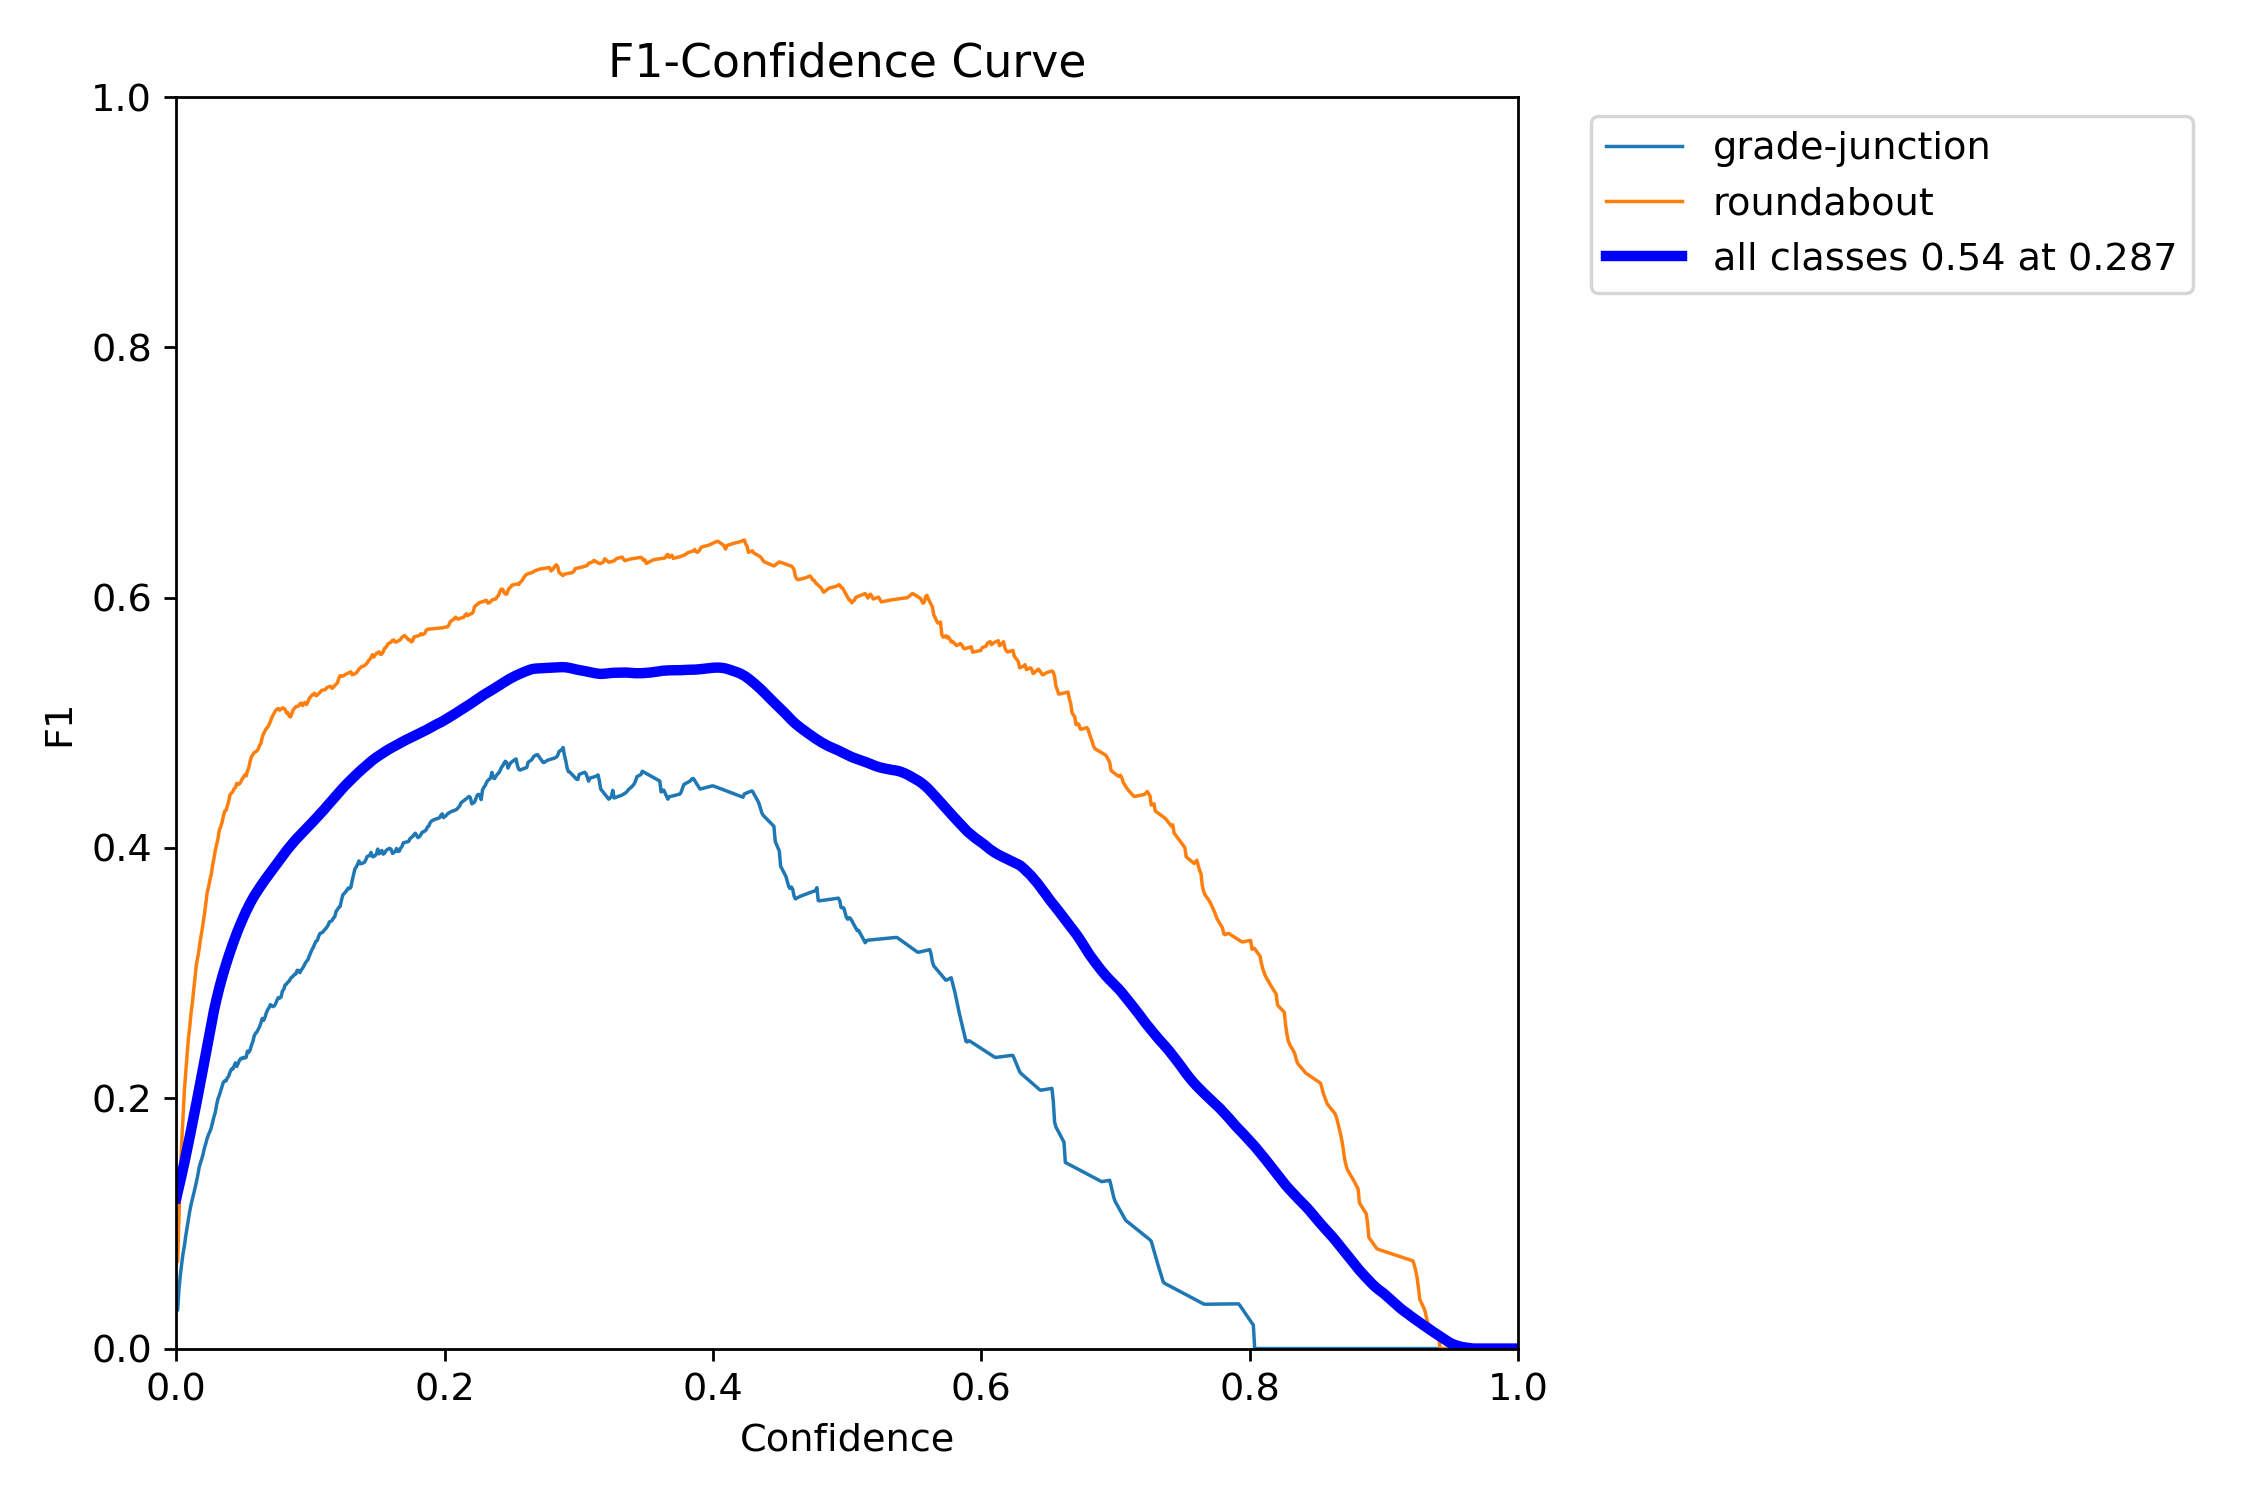 F1-Confidence Curve
1.0
0.8
0.6
0.4
0.2
0.0
F1
0.0 0.2 0.4 0.6 0.8 1.0
Confidence
grade-junction
roundabout
all classes 0.54 at 0.287